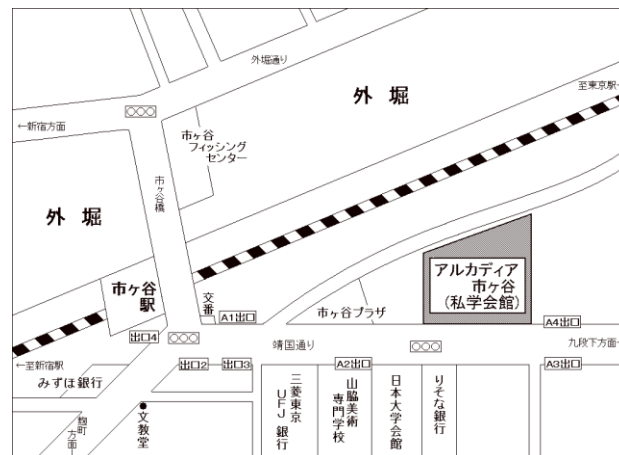 外堀通り
外 堀
至東京駅→
←新宿方面
市ヶ谷
フィッシング
センター
市ヶ谷橋
外 堀
アルカディア
市ヶ谷
(私学会館)
市ヶ谷
駅
交番
A1出口
市ヶ谷プラザ
A4出口
出口4
靖国通り
九段下方面→
←至新宿駅
出口2
出口3
A2出口
A3出口
みずほ銀行
麹町
方面
文教堂
三菱東京
UFJ銀行
山脇美術
専門学校
日本大学会館
りそな銀行